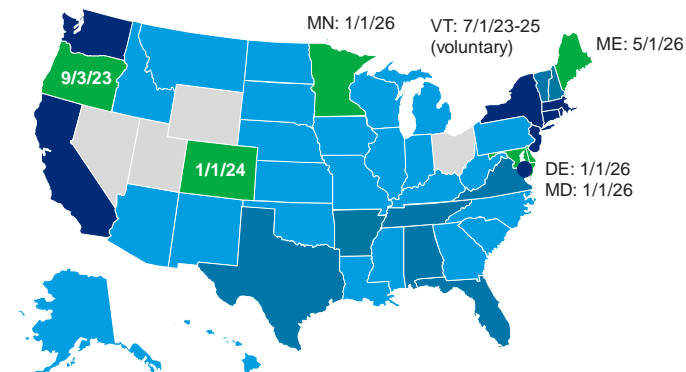 MN: 1/1/26
VT: 7/1/23-25
(voluntary)
ME: 5/1/26
9/3/23
1/1/24
DE: 1/1/26
MD: 1/1/26